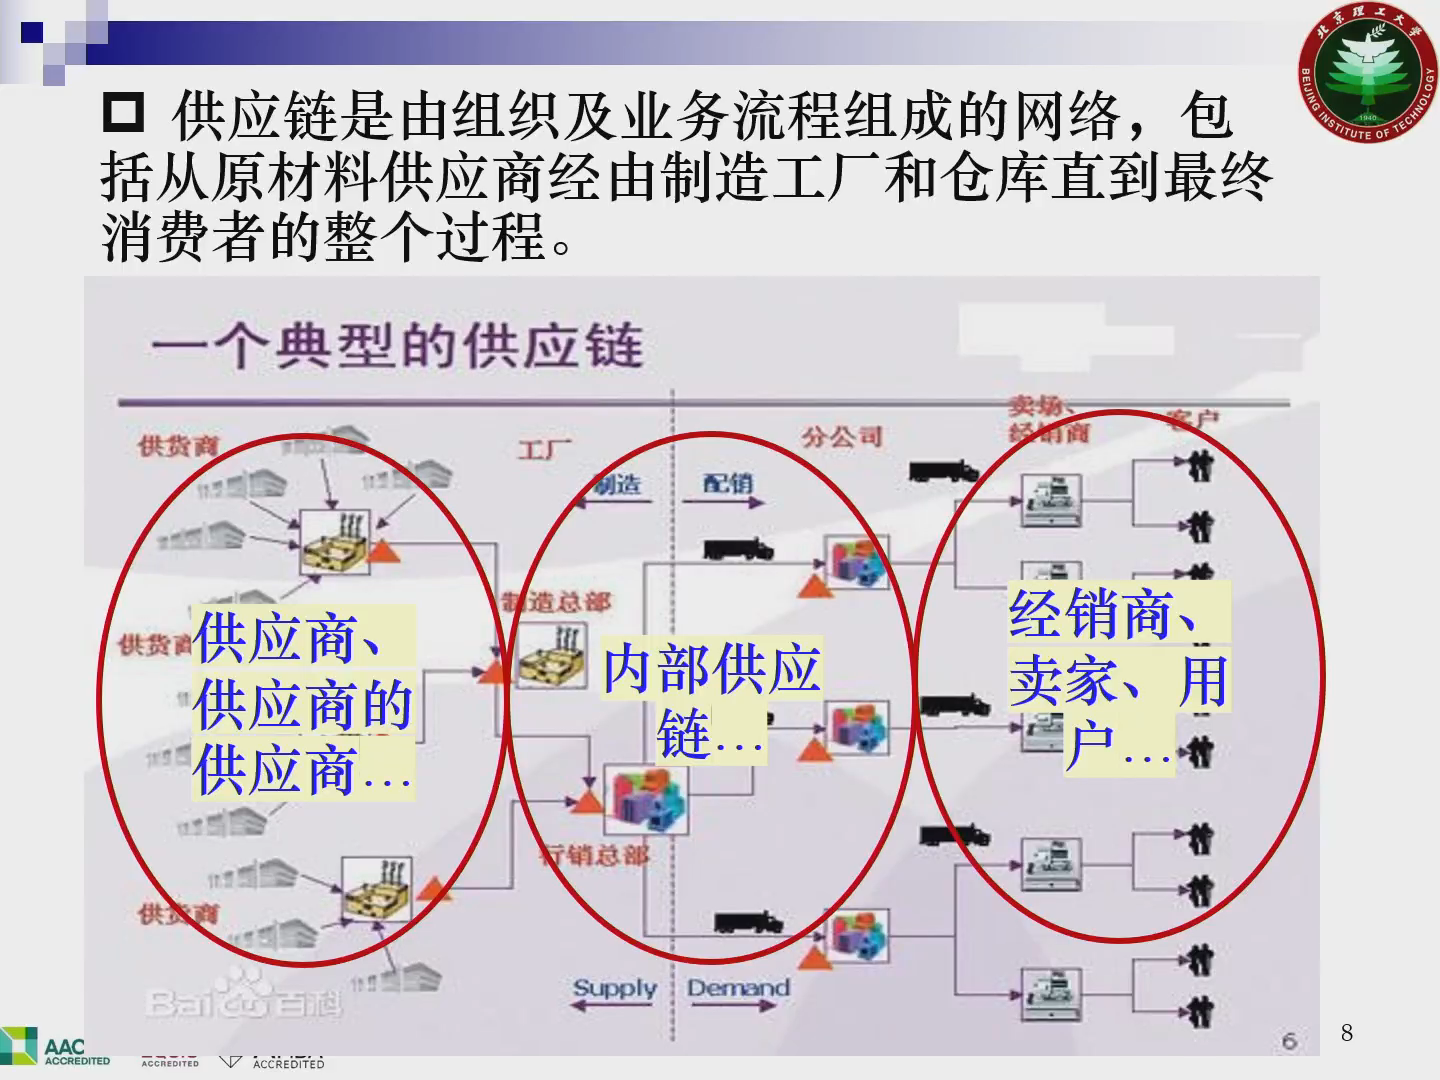 北京理工大学
BEIJING INSTITUTE OF TECHNOLOGY
1940
供应链是由组织及业务流程组成的网络，包
括从原材料供应商经由制造工厂和仓库直到最终
消费者的整个过程。
一个典型的供应链
供货商
工厂
分公司
卖场、
经销商
客户
制造
配销
制造总部
供货商
供应商、
供应商的
供应商…
内部供应
链…
经销商、
卖家、用
户…
行销总部
供货商
Supply
Demand
Bai 百科
6
8
AAC
ACCREDITED
ACCREDITED
ACCREDITED